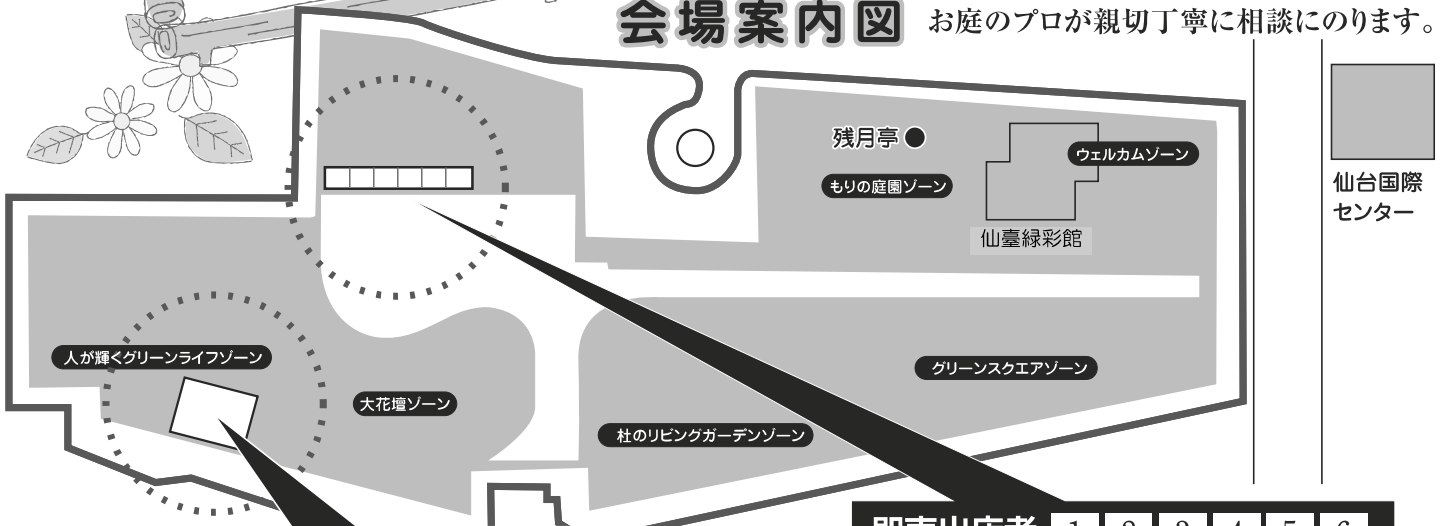 会場案内図 お庭のプロが親切丁寧に相談にのります。
残月亭
ウェルカムゾーン
もりの庭園ゾーン
仙台国際
センター
仙臺緑彩館
人が輝くグリーンライフゾーン
グリーンスクエアゾーン
大花壇ゾーン
杜のリビングガーデンゾーン
1 2 3 4 5 6